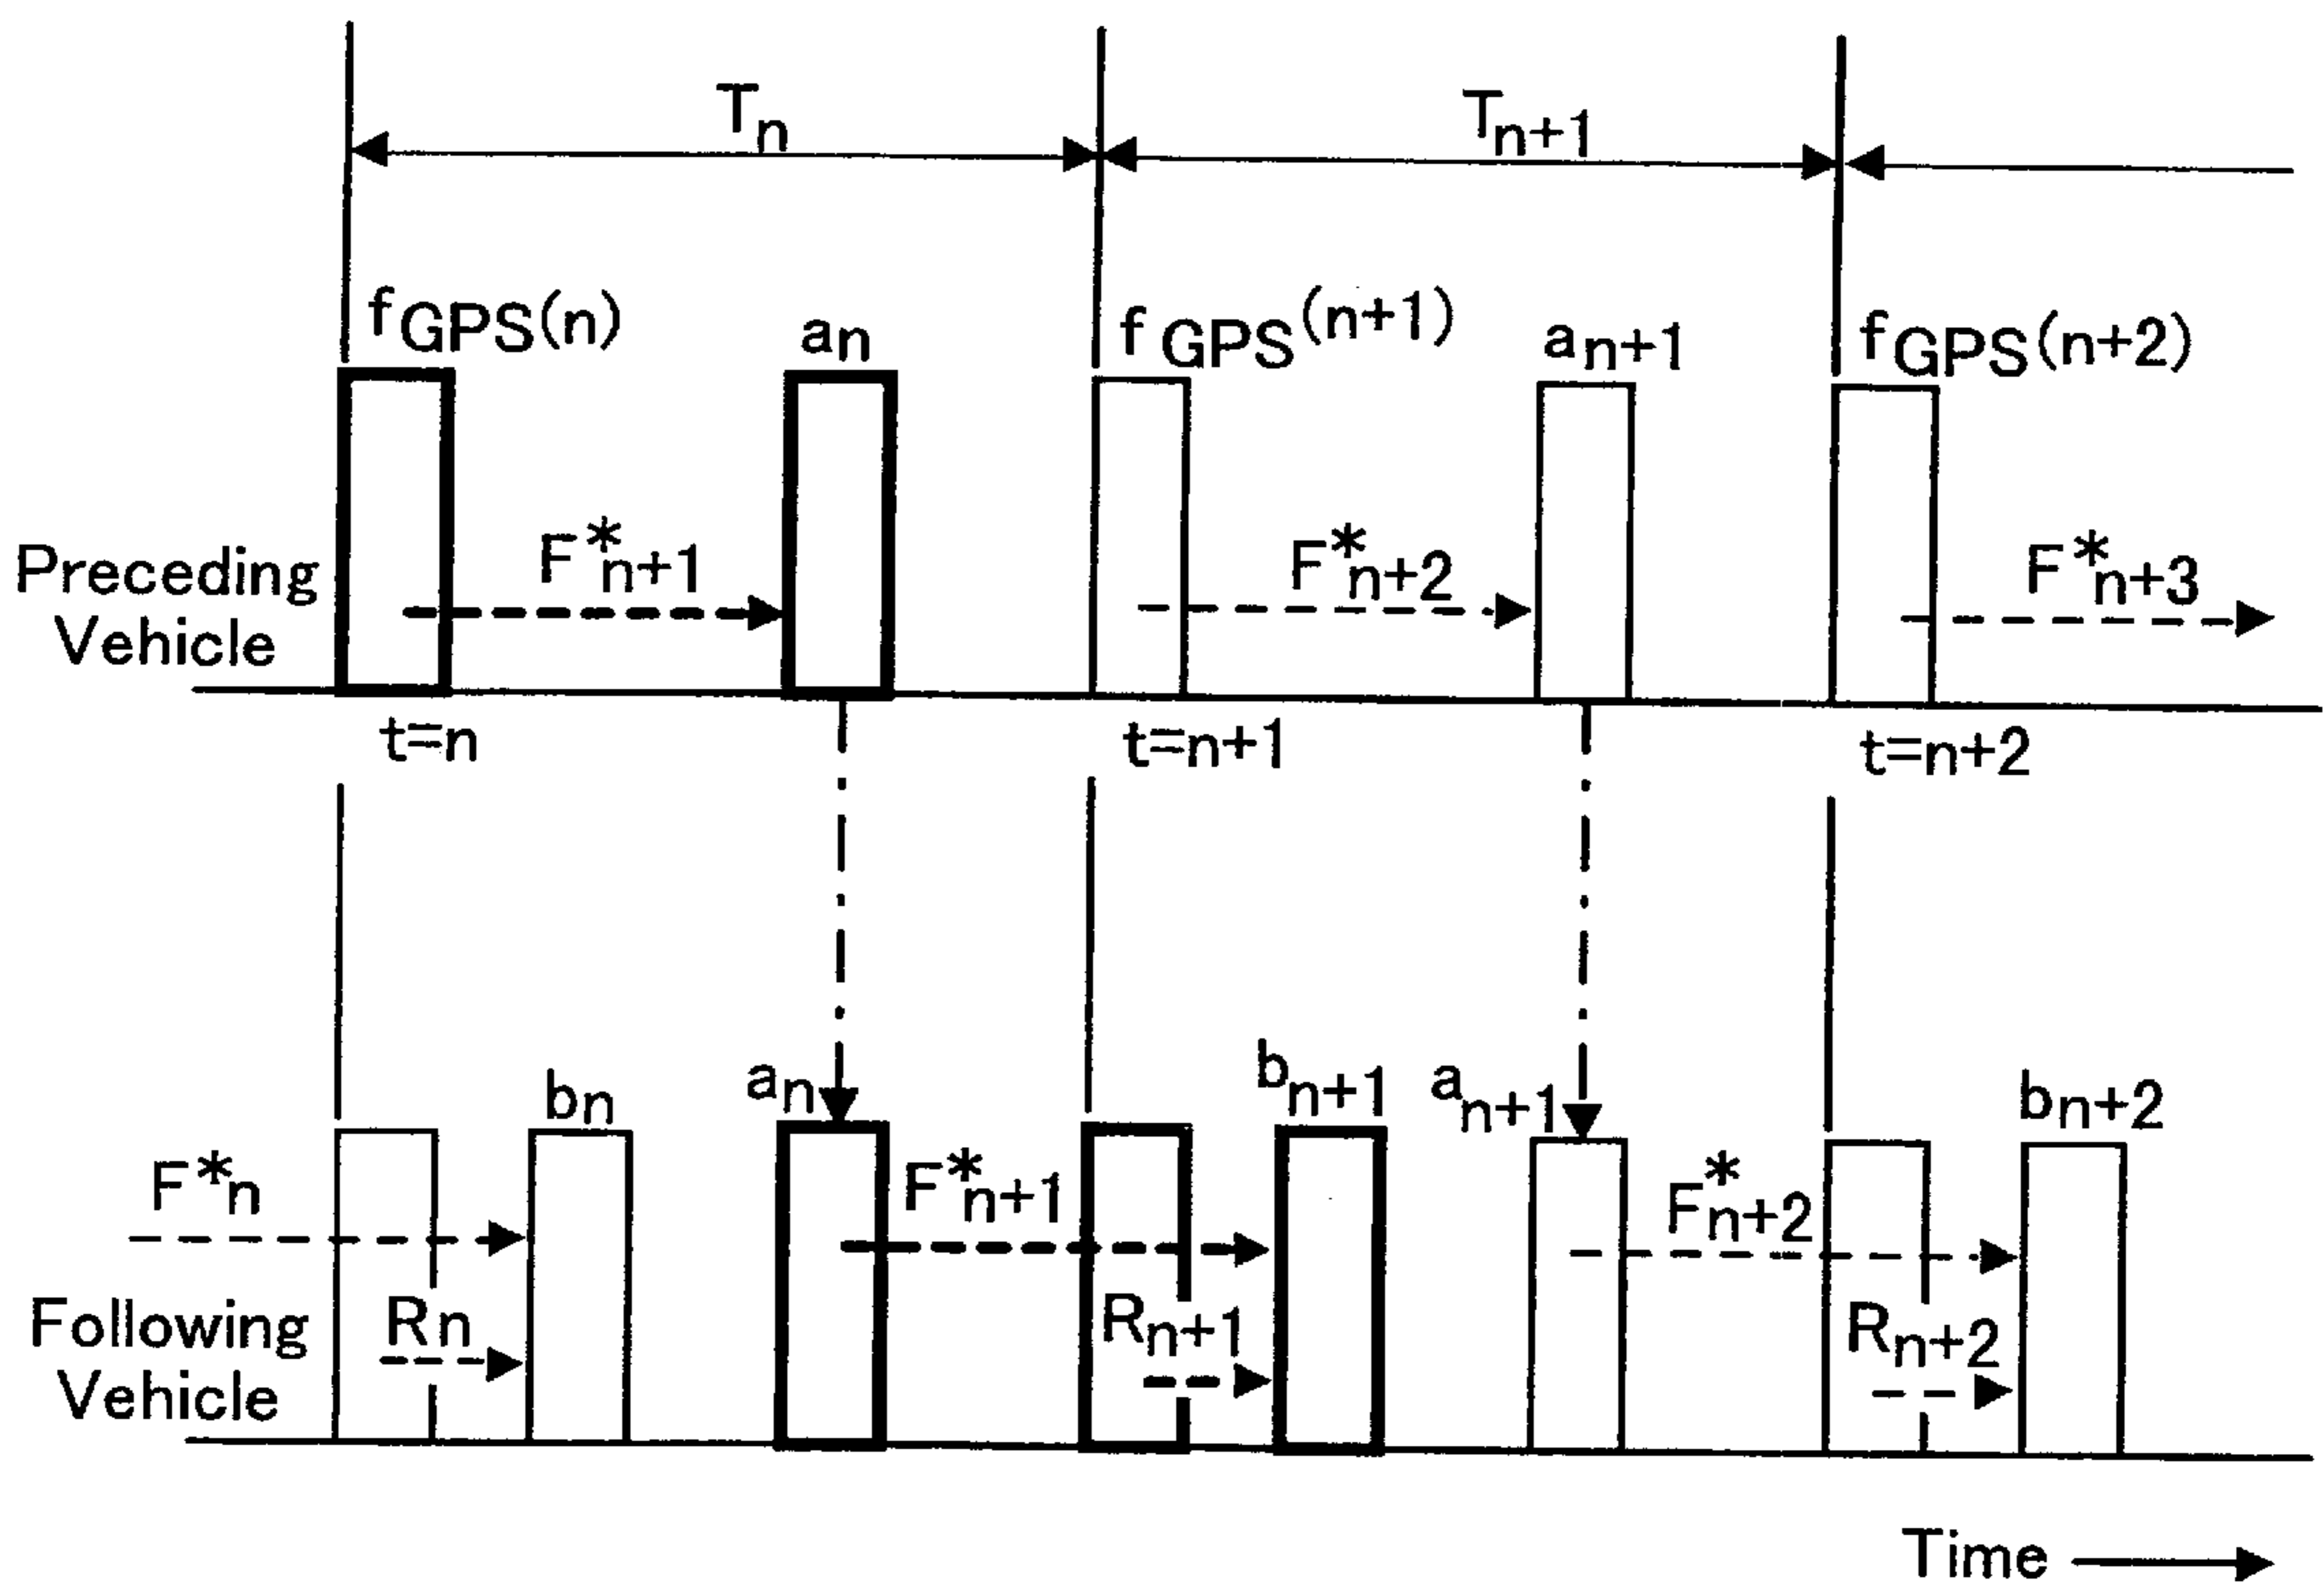 Tn
Tn+1
fGPS(n)
an
fGPS(n+1)
an+1
fGPS(n+2)
F*n+1
F*n+2
F*n+3
Preceding
Vehicle
t=n
t=n+1
t=n+2
an
bn
bn+1
an+1
bn+2
F*n
F*n+1
F*n+2
Rn
Rn+1
Rn+2
Following
Vehicle
Time